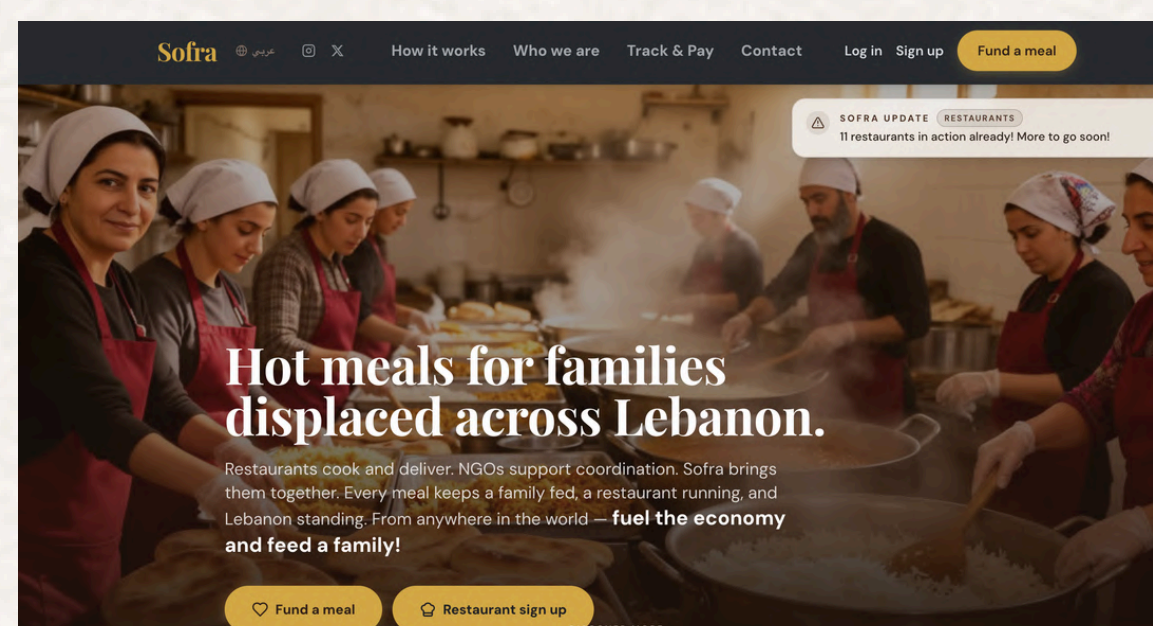 Sofra
عربي
How it works
Who we are
Track & Pay
Contact
Log in
Sign up
Fund a meal
SOFRA UPDATE
RESTAURANTS
11 restaurants in action already! More to go soon!
Hot meals for families
displaced across Lebanon.
Restaurants cook and deliver. NGOs support coordination. Sofra brings
them together. Every meal keeps a family fed, a restaurant running, and
Lebanon standing. From anywhere in the world — fuel the economy
and feed a family!
Fund a meal
Restaurant sign up